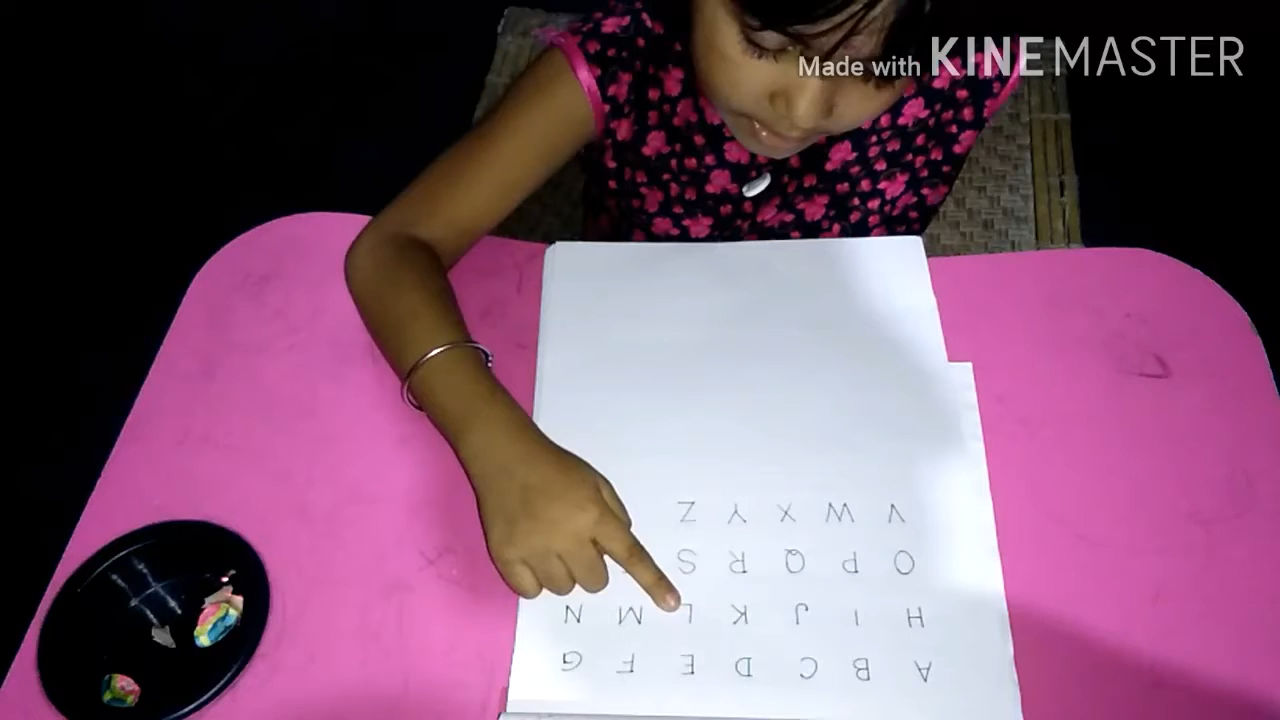 Made with KINEMASTER
A B C D E F G
H I J K L M N
O P Q R S
V W X Y Z